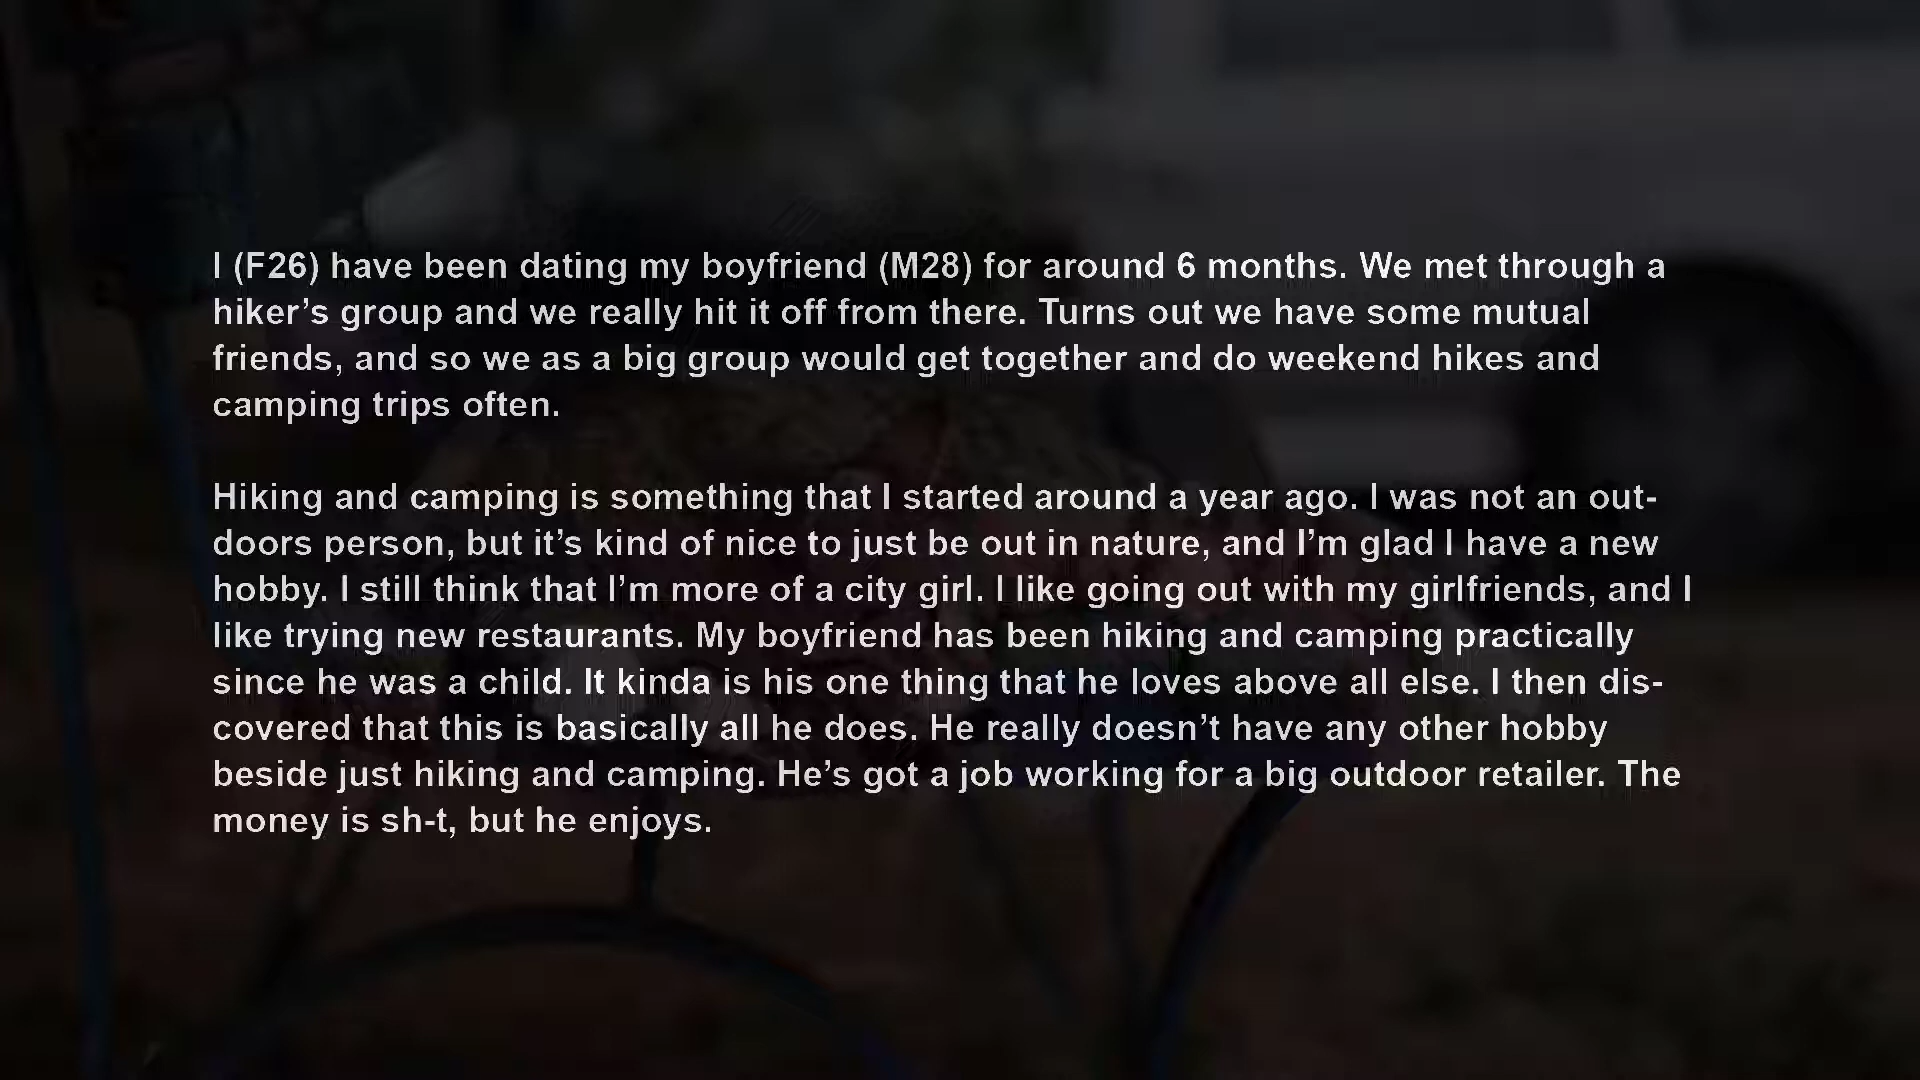 I (F26) have been dating my boyfriend (M28) for around 6 months. We met through a
hiker’s group and we really hit it off from there. Turns out we have some mutual
friends, and so we as a big group would get together and do weekend hikes and
camping trips often.
Hiking and camping is something that I started around a year ago. I was not an out-
doors person, but it’s kind of nice to just be out in nature, and I’m glad I have a new
hobby. I still think that I’m more of a city girl. I like going out with my girlfriends, and I
like trying new restaurants. My boyfriend has been hiking and camping practically
since he was a child. It kinda is his one thing that he loves above all else. I then dis-
covered that this is basically all he does. He really doesn’t have any other hobby
beside just hiking and camping. He’s got a job working for a big outdoor retailer. The
money is sh-t, but he enjoys.